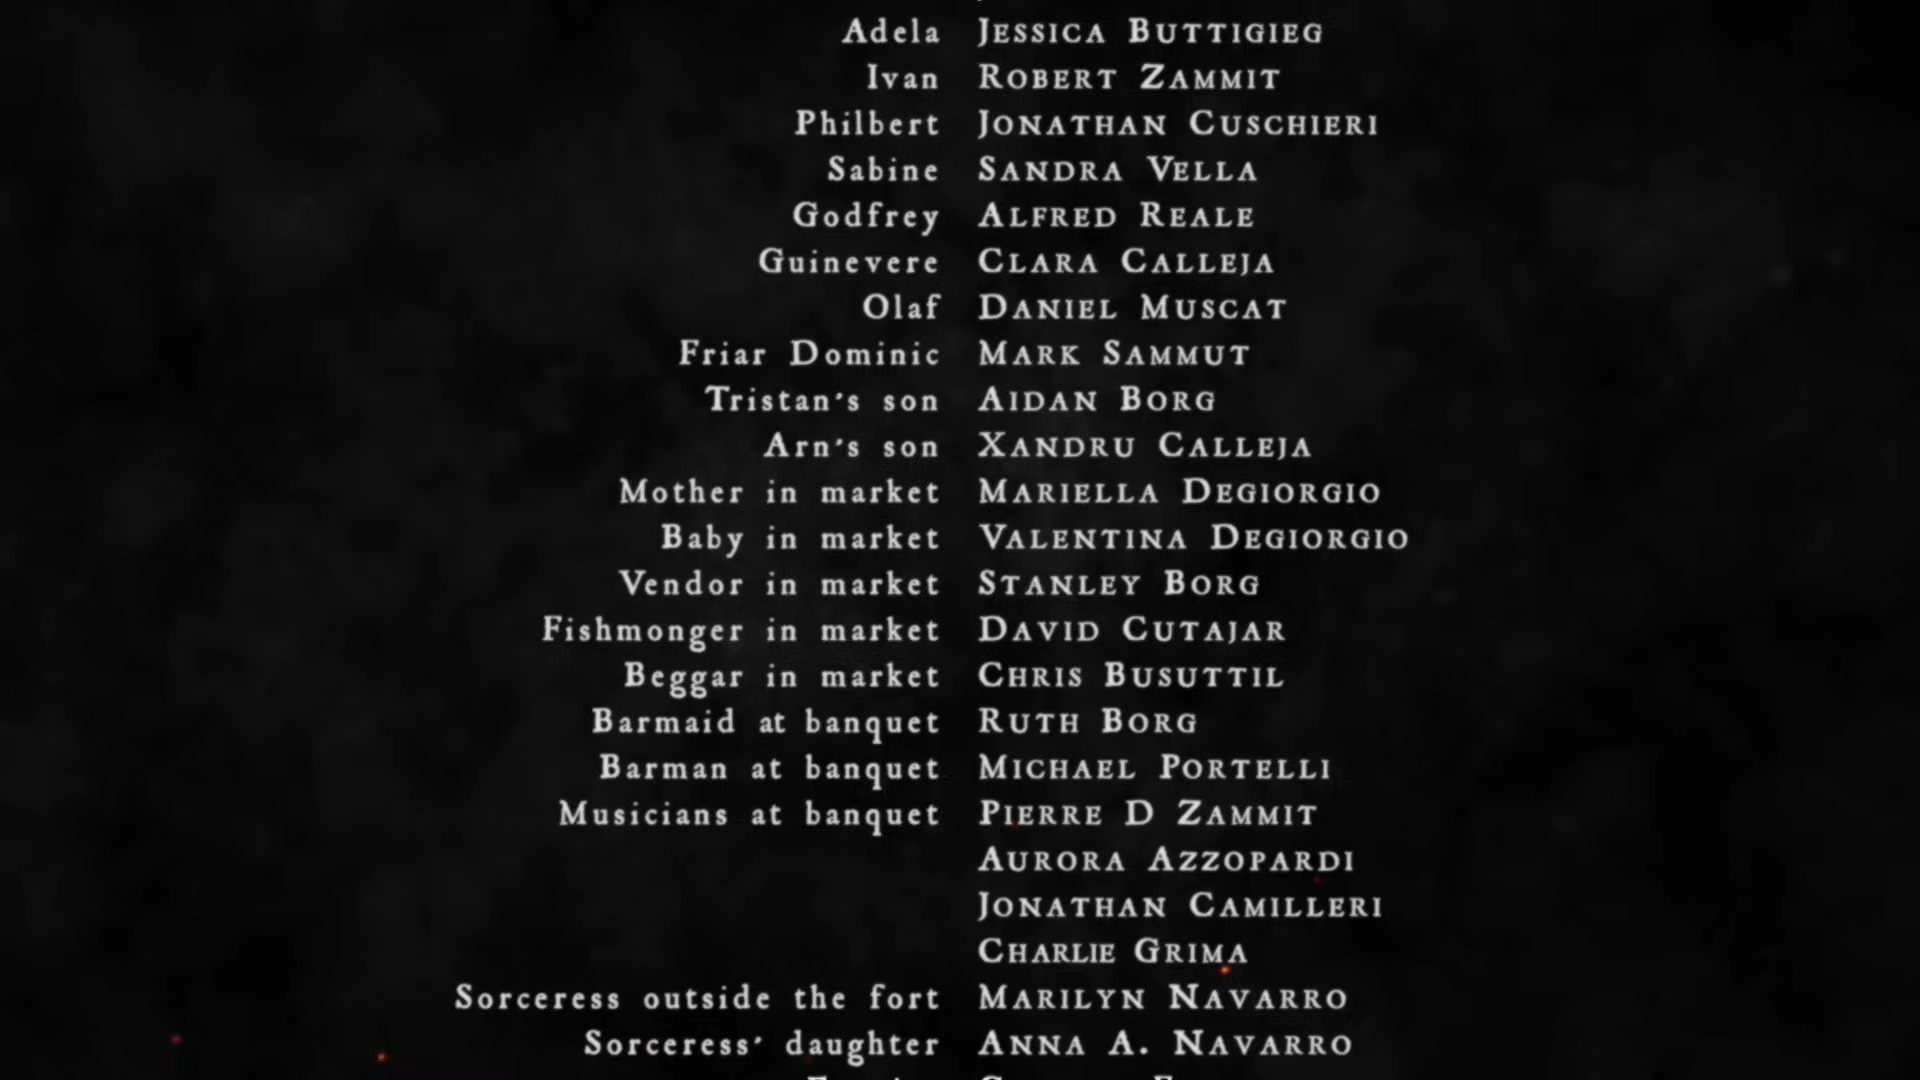 Adela JESSICA BUTTIGIEG
Ivan ROBERT ZAMMIT
Philbert JONATHAN CUSCHIERI
Sabine SANDRA VELLA
Godfrey ALFRED REALE
Guinevere CLARA CALLEJA
Olaf DANIEL MUSCAT
Friar Dominic MARK SAMMUT
Tristan's son AIDAN BORG
Arn's son XANDRU CALLEJA
Mother in market MARIELLA DEGIORGIO
Baby in market VALENTINA DEGIORGIO
Vendor in market STANLEY BORG
Fishmonger in market DAVID CUTAJAR
Beggar in market CHRIS BUSUTTIL
Barmaid at banquet RUTH BORG
Barman at banquet MICHAEL PORTELLI
Musicians at banquet PIERRE D ZAMMIT
AURORA AZZOPARDI
JONATHAN CAMILLERI
CHARLIE GRIMA
Sorceress outside the fort MARILYN NAVARRO
Sorceress' daughter ANNA A. NAVARRO